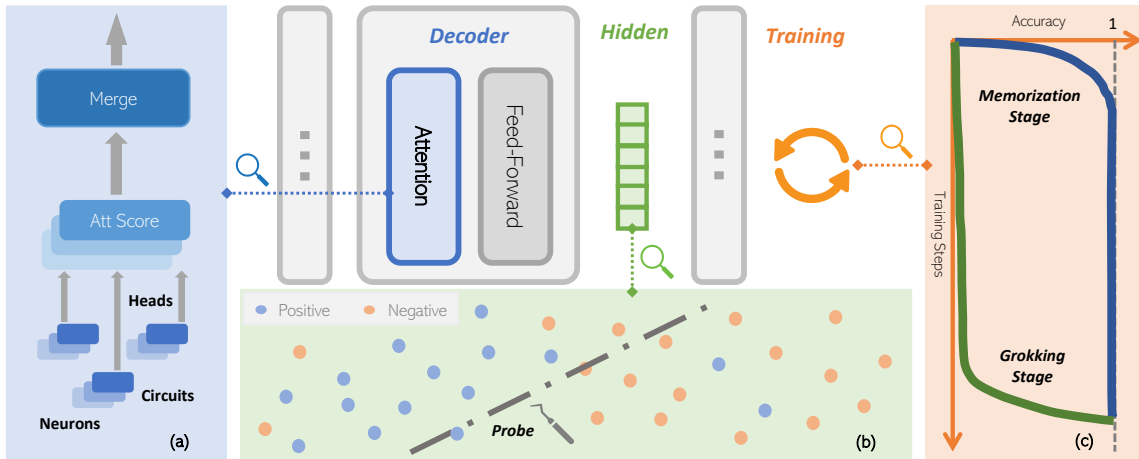 Merge
Att Score
Heads
Circuits
Neurons
(a)
Decoder
Attention
Feed-Forward
Hidden
Training
Positive
Negative
Probe
(b)
Accuracy
1
Memorization
Stage
Training Steps
Grokking
Stage
(c)